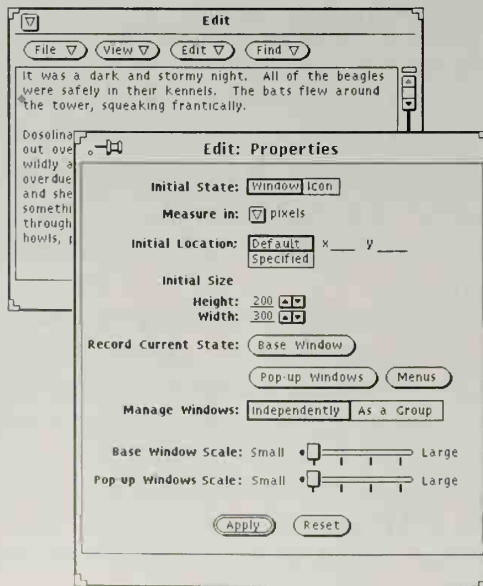 Edit
File View Edit Find
It was a dark and stormy night. All of the beagles
were safely in their kennels. The bats flew around
the tower, squeaking frantically.
Dosolina
out ove
wildly a
overdue
and she
somethi
through
howls,
Edit: Properties
Initial State: Window Icon
Measure in: pixels
Initial Location: Default x y
Specified
Initial Size
Height: 200
Width: 300
Record Current State: Base Window
Pop-up Windows Menus
Manage Windows: Independently As a Group
Base Window Scale: Small Large
Pop-up Windows Scale: Small Large
Apply Reset